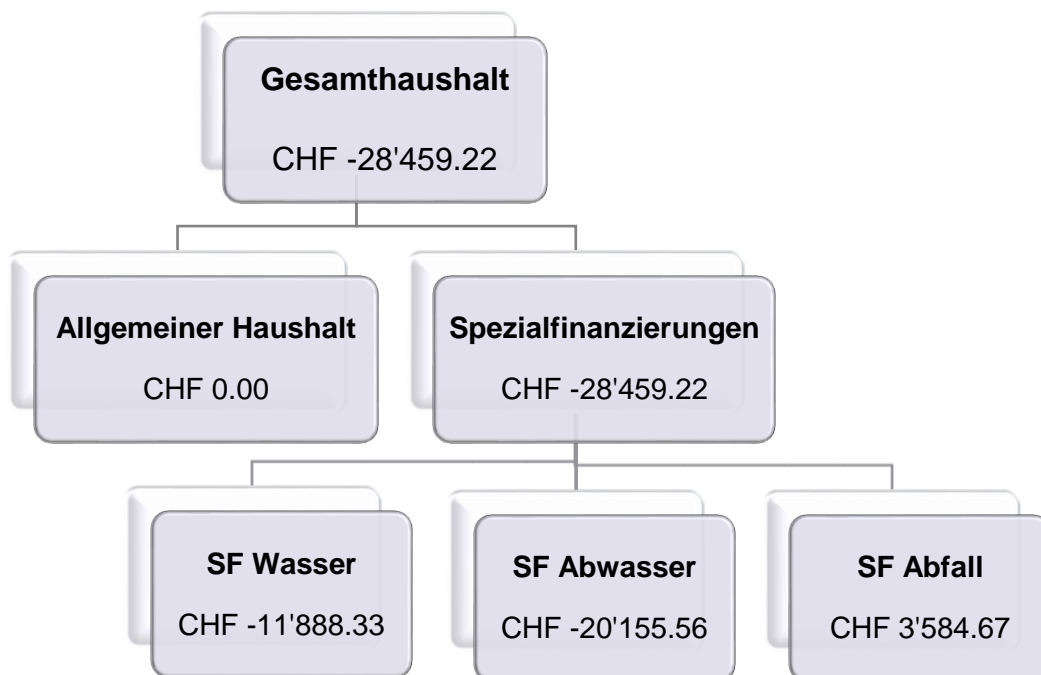 Gesamthaushalt
CHF -28'459.22
Allgemeiner Haushalt
CHF 0.00
Spezialfinanzierungen
CHF -28'459.22
SF Wasser
CHF -11'888.33
SF Abwasser
CHF -20'155.56
SF Abfall
CHF 3'584.67